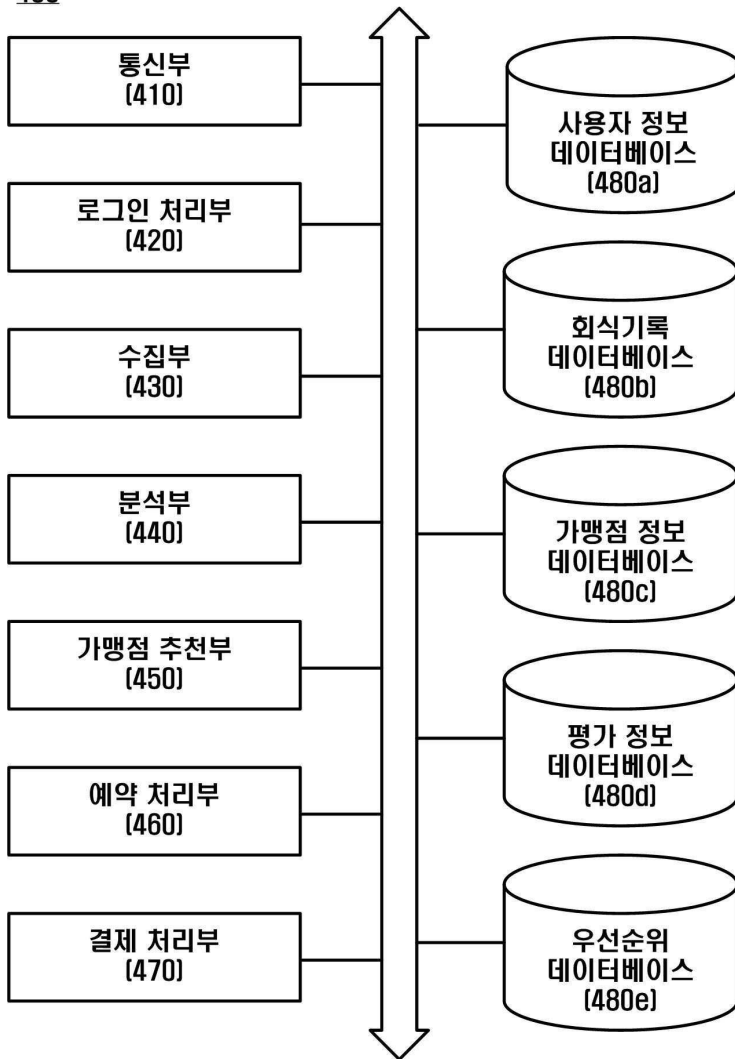 통신부
(410)
로그인 처리부
(420)
수집부
(430)
분석부
(440)
가맹점 추천부
(450)
예약 처리부
(460)
결제 처리부
(470)
사용자 정보
데이터베이스
(480a)
회식기록
데이터베이스
(480b)
가맹점 정보
데이터베이스
(480c)
평가 정보
데이터베이스
(480d)
우선순위
데이터베이스
(480e)